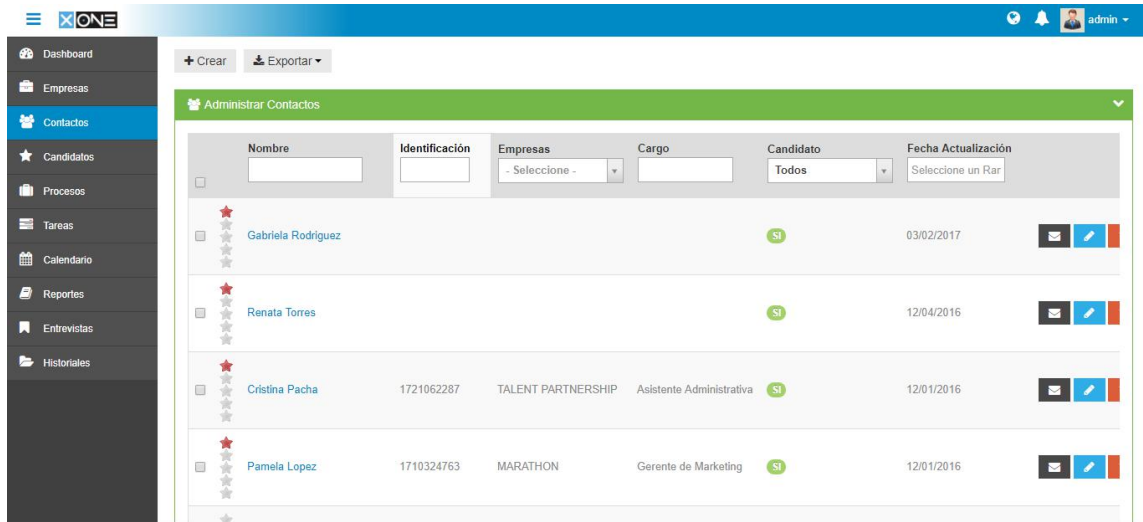 XONE
admin
Dashboard
Empresas
Contactos
Candidatos
Procesos
Tareas
Calendario
Reportes
Entrevistas
Historiales
Crear Exportar
Administrar Contactos
Nombre Identificación Empresas Cargo Candidato Fecha Actualización
- Seleccione - Todos Seleccione un Ran
Gabriela Rodriguez SI 03/02/2017
Renata Torres SI 12/04/2016
Cristina Pacha 1721062287 TALENT PARTNERSHIP Asistente Administrativa SI 12/01/2016
Pamela Lopez 1710324763 MARATHON Gerente de Marketing SI 12/01/2016